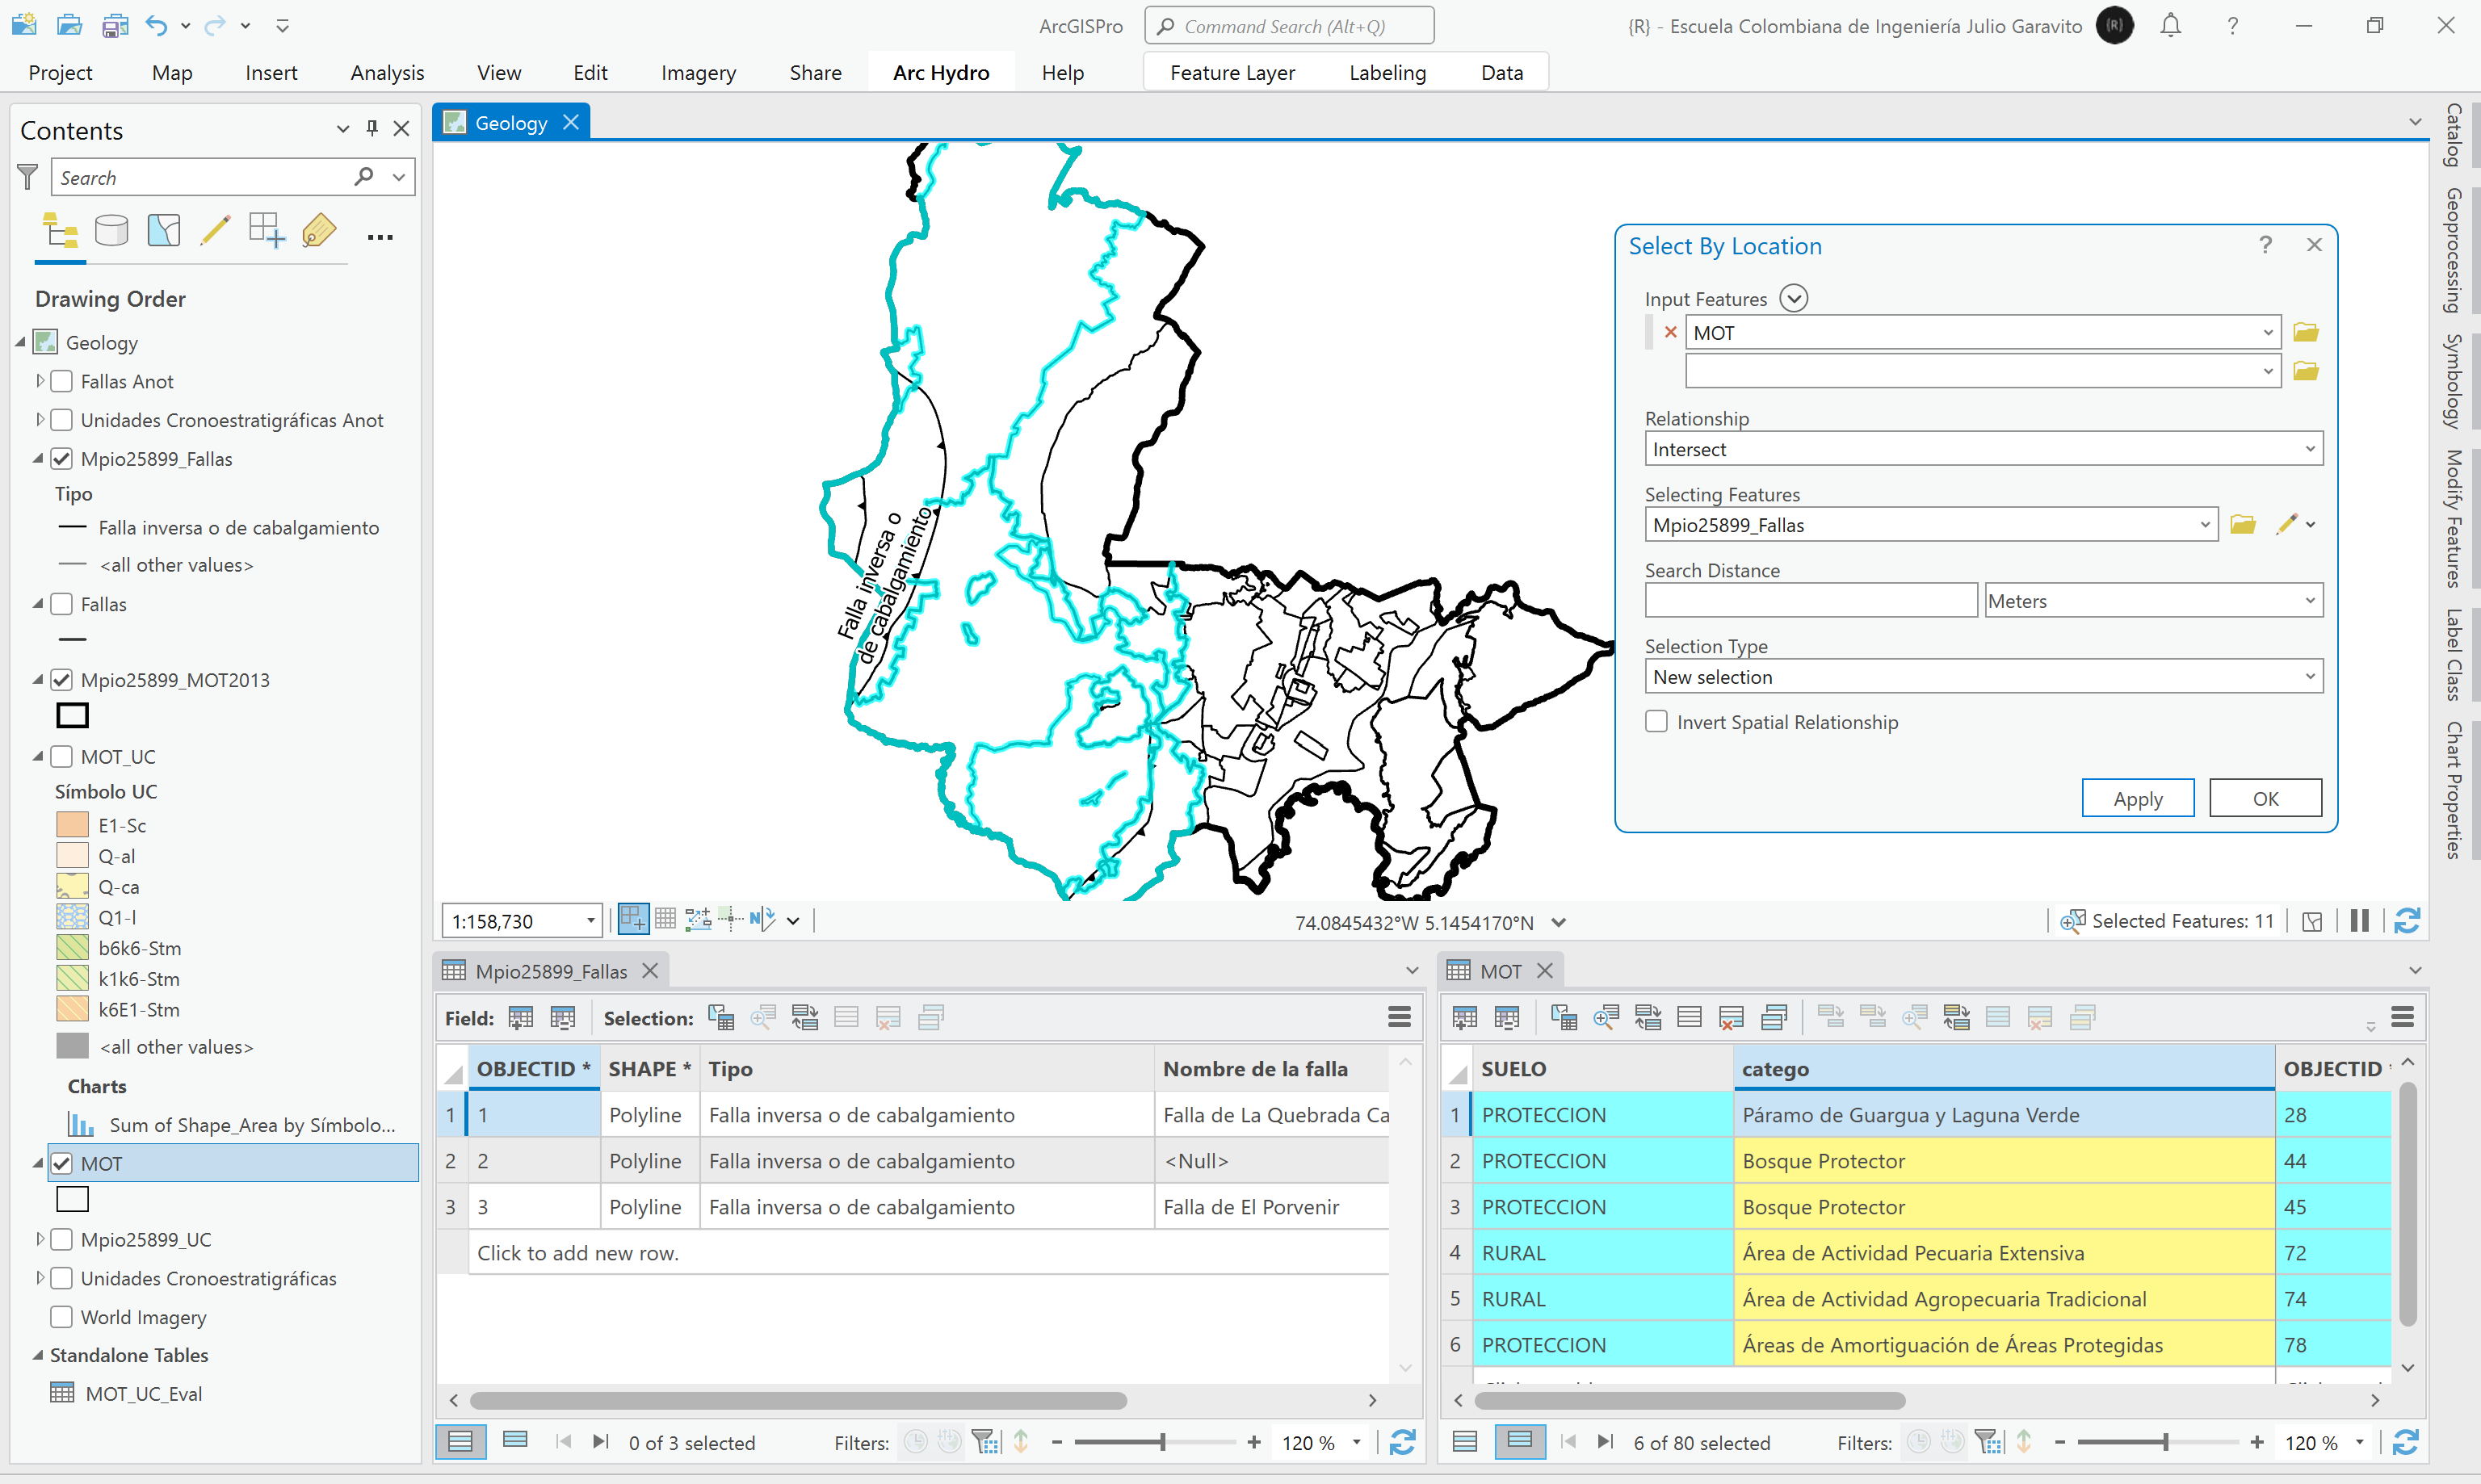 ArcGISPro
Command Search (Alt+Q)
{R} - Escuela Colombiana de Ingeniería Julio Garavito
{R}
?
Project Map Insert Analysis View Edit Imagery Share Arc Hydro Help Feature Layer Labeling Data
Contents
Search
Drawing Order
Geology
Fallas Anot
Unidades Cronoestratigráficas Anot
Mpio25899_Fallas
Tipo
Falla inversa o de cabalgamiento
<all other values>
Fallas
Mpio25899_MOT2013
MOT_UC
Símbolo UC
E1-Sc
Q-al
Q-ca
Q1-l
b6k6-Stm
k1k6-Stm
k6E1-Stm
<all other values>
Charts
Sum of Shape_Area by Símbolo...
MOT
Mpio25899_UC
Unidades Cronoestratigráficas
World Imagery
Standalone Tables
MOT_UC_Eval
Geology
Falla inversa o
de cabalgamiento
Select By Location
?
Input Features
MOT
Relationship
Intersect
Selecting Features
Mpio25899_Fallas
Search Distance
Meters
Selection Type
New selection
Invert Spatial Relationship
Apply OK
Catalog
Geoprocessing
Symbology
Modify Features
Label Class
Chart Properties
1:158,730
N
74.0845432°W 5.1454170°N
Selected Features: 11
Mpio25899_Fallas
Field: Selection:
OBJECTID * SHAPE * Tipo Nombre de la falla
1 1 Polyline Falla inversa o de cabalgamiento Falla de La Quebrada Ca
2 2 Polyline Falla inversa o de cabalgamiento <Null>
3 3 Polyline Falla inversa o de cabalgamiento Falla de El Porvenir
Click to add new row.
0 of 3 selected
Filters:
120 %
MOT
SUELO catego OBJECTID
1 PROTECCION Páramo de Guargua y Laguna Verde 28
2 PROTECCION Bosque Protector 44
3 PROTECCION Bosque Protector 45
4 RURAL Área de Actividad Pecuaria Extensiva 72
5 RURAL Área de Actividad Agropecuaria Tradicional 74
6 PROTECCION Áreas de Amortiguación de Áreas Protegidas 78
6 of 80 selected
Filters:
120 %